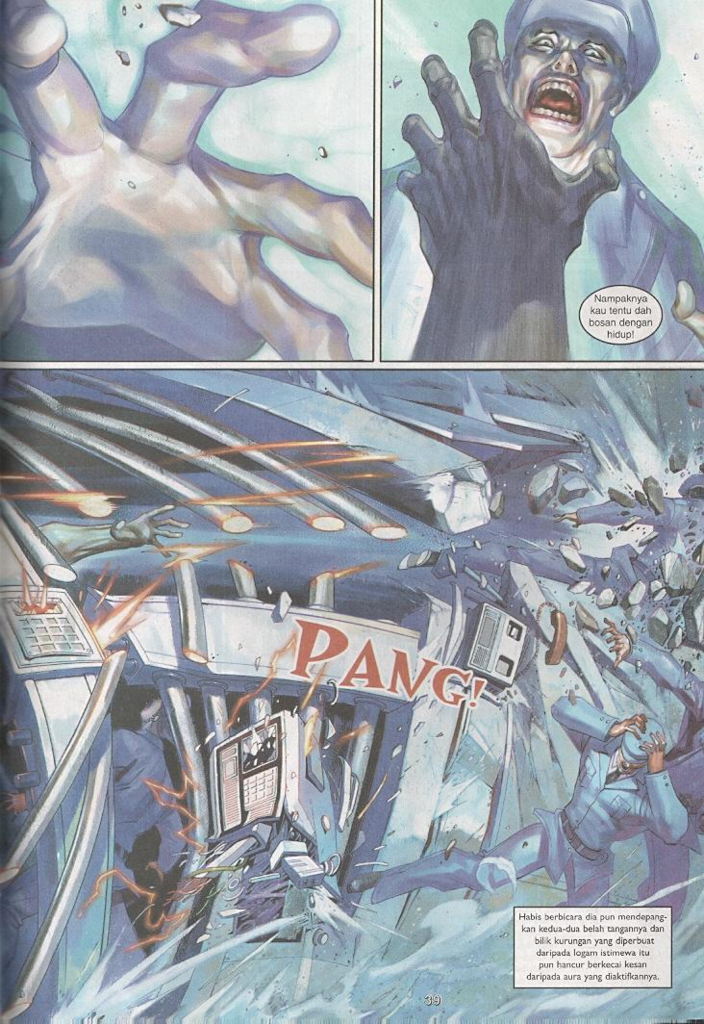 Nampaknya
kau tentu dah
bosan dengan
hidup!
PANG!
Habis berbicara dia pun mendepang-
kan kedua-dua belah tangannya dan
bilik kurungan yang diperbuat
daripada logam istimewa itu
pun hancur berkecai kesan
daripada aura yang diaktifkannya.
39